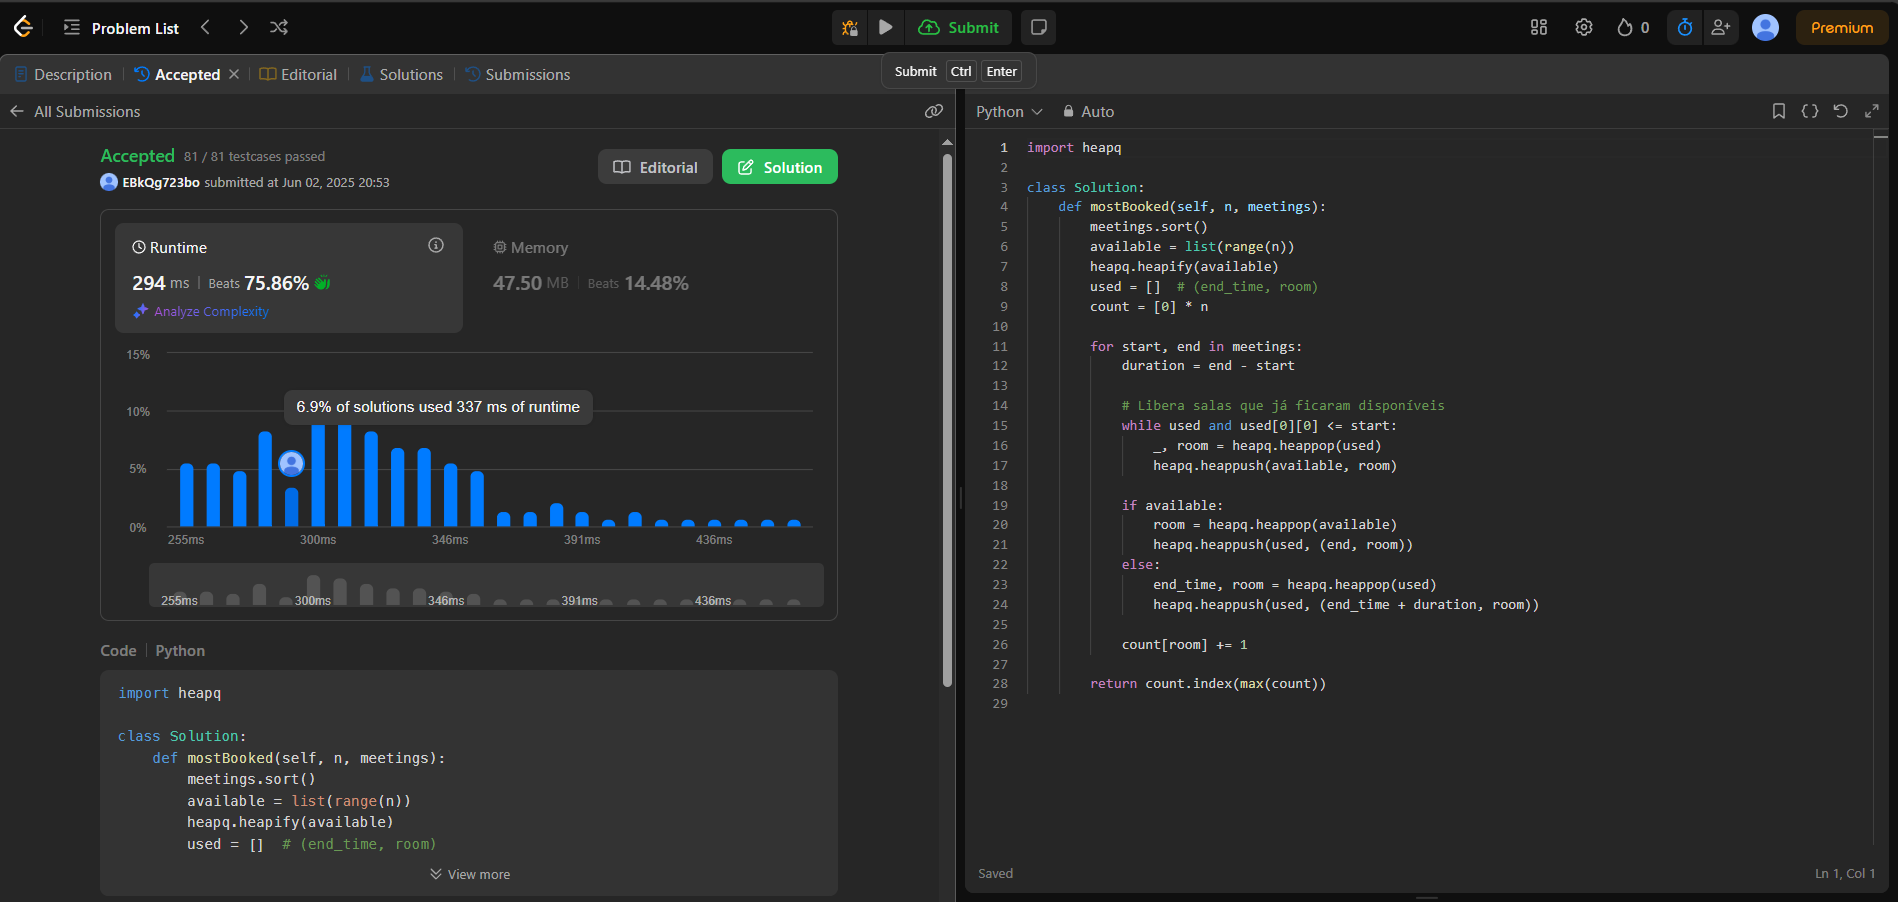 Problem List
Submit
0
Premium
Description
Accepted
Editorial
Solutions
Submissions
Submit Ctrl Enter
All Submissions
Python
Auto
Accepted 81 / 81 testcases passed
EBkQg723bo submitted at Jun 02, 2025 20:53
Editorial
Solution
Runtime
294 ms | Beats 75.86%
Analyze Complexity
Memory
47.50 MB | Beats 14.48%
15%
10%
5%
0%
6.9% of solutions used 337 ms of runtime
255ms 300ms 346ms 391ms 436ms
255ms 300ms 346ms 391ms 436ms
Code | Python
import heapq
class Solution:
    def mostBooked(self, n, meetings):
        meetings.sort()
        available = list(range(n))
        heapq.heapify(available)
        used = []  # (end_time, room)
View more
1 import heapq
2
3 class Solution:
4     def mostBooked(self, n, meetings):
5         meetings.sort()
6         available = list(range(n))
7         heapq.heapify(available)
8         used = []  # (end_time, room)
9         count = [0] * n
10
11         for start, end in meetings:
12             duration = end - start
13
14             # Libera salas que já ficaram disponíveis
15             while used and used[0][0] <= start:
16                 _, room = heapq.heappop(used)
17                 heapq.heappush(available, room)
18
19             if available:
20                 room = heapq.heappop(available)
21                 heapq.heappush(used, (end, room))
22             else:
23                 end_time, room = heapq.heappop(used)
24                 heapq.heappush(used, (end_time + duration, room))
25
26             count[room] += 1
27
28         return count.index(max(count))
29
Saved
Ln 1, Col 1